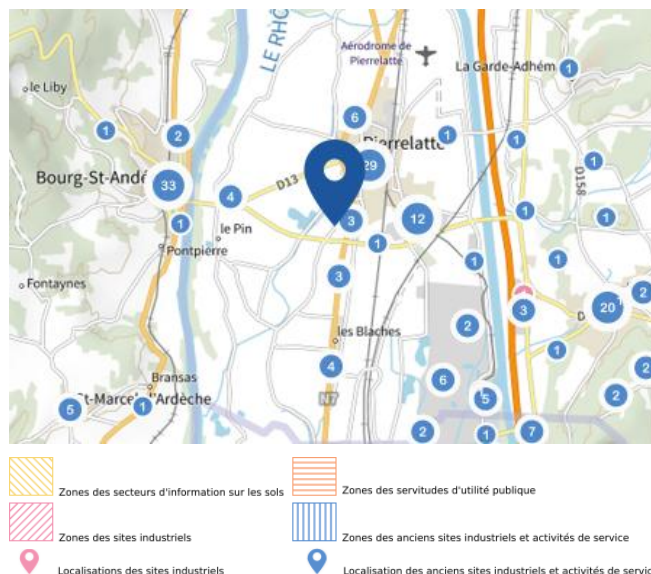 Aérodrome de
Pierrelatte
La Garde-Adhém
1
le Liby
LE RHÔ
6
1
2
1
1
Pierrelatte
29
1
Bourg-St-Andé
33
D13
D158
4
1
3
12
1
1
1
le Pin
1
Pontpierre
1
1
Fontaynes
3
2
3
20
1
D
2
les Blaches
1
4
6
2
Bransas
St-Marcel-d'Ardèche
5
1
N7
5
2
2
1
7
Zones des secteurs d'information sur les sols
Zones des servitudes d'utilité publique
Zones des sites industriels
Zones des anciens sites industriels et activités de service
Localisations des sites industriels
Localisation des anciens sites industriels et activités de servic